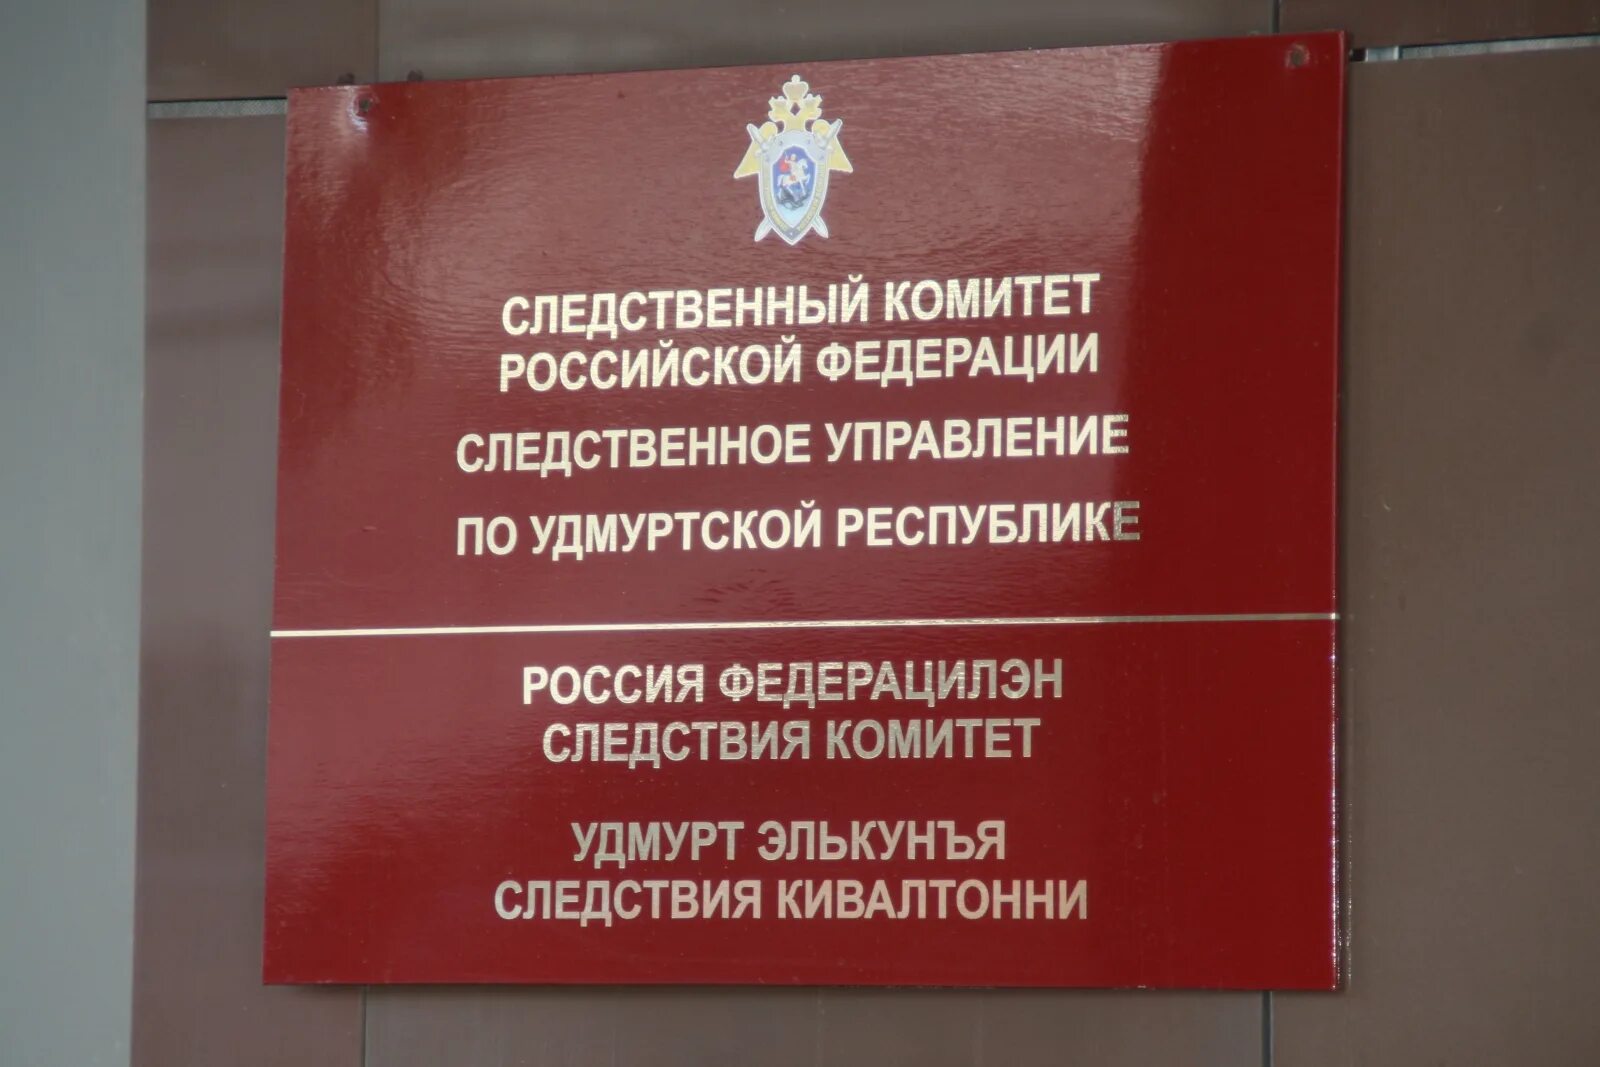 СЛЕДСТВЕННЫЙ КОМИТЕТ
РОССИЙСКОЙ ФЕДЕРАЦИИ
СЛЕДСТВЕННОЕ УПРАВЛЕНИЕ
ПО УДМУРТСКОЙ РЕСПУБЛИКЕ
РОССИЯ ФЕДЕРАЦИЛЭН
СЛЕДСТВИЯ КОМИТЕТ
УДМУРТ ЭЛЬКУНЪЯ
СЛЕДСТВИЯ КИВАЛТОННИ